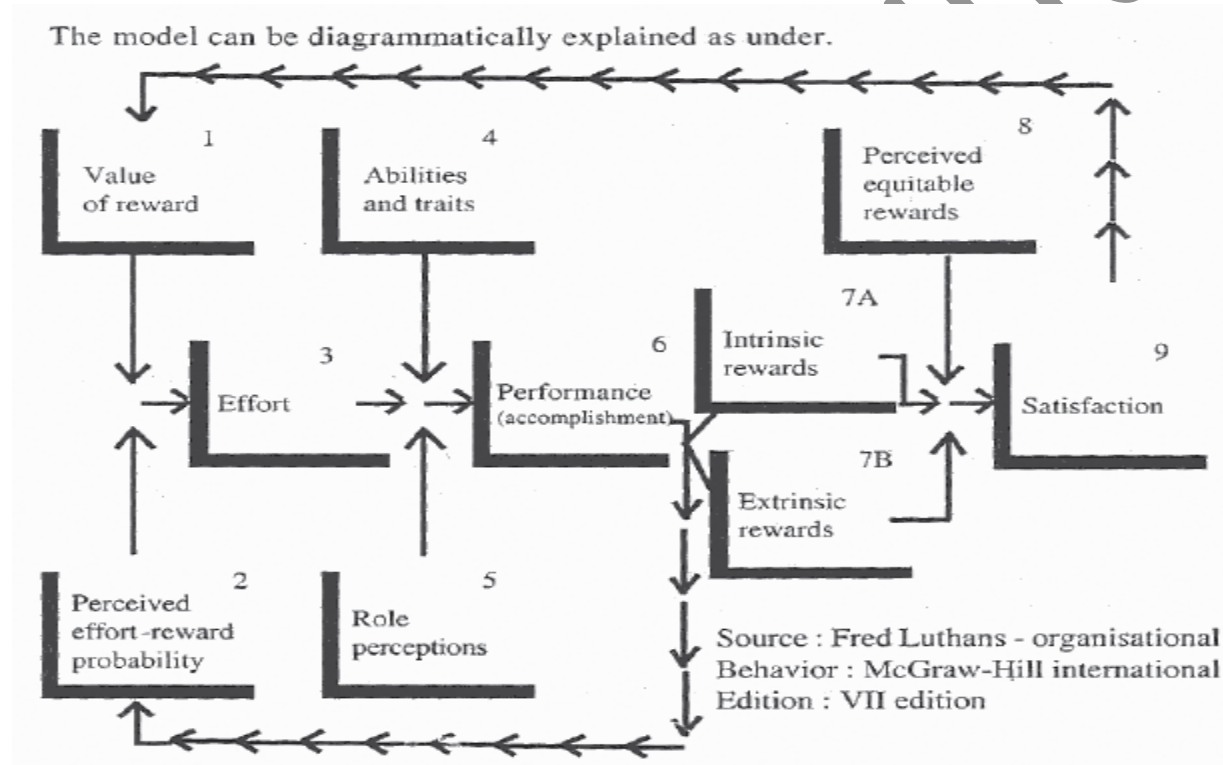 The model can be diagrammatically explained as under.
1
Value
of reward
4
Abilities
and traits
8
Perceived
equitable
rewards
3
Effort
6
Performance
(accomplishment)
7A
Intrinsic
rewards
7B
Extrinsic
rewards
9
Satisfaction
2
Perceived
effort-reward
probability
5
Role
perceptions
Source : Fred Luthans - organisational
Behavior : McGraw-Hill international
Edition : VII edition